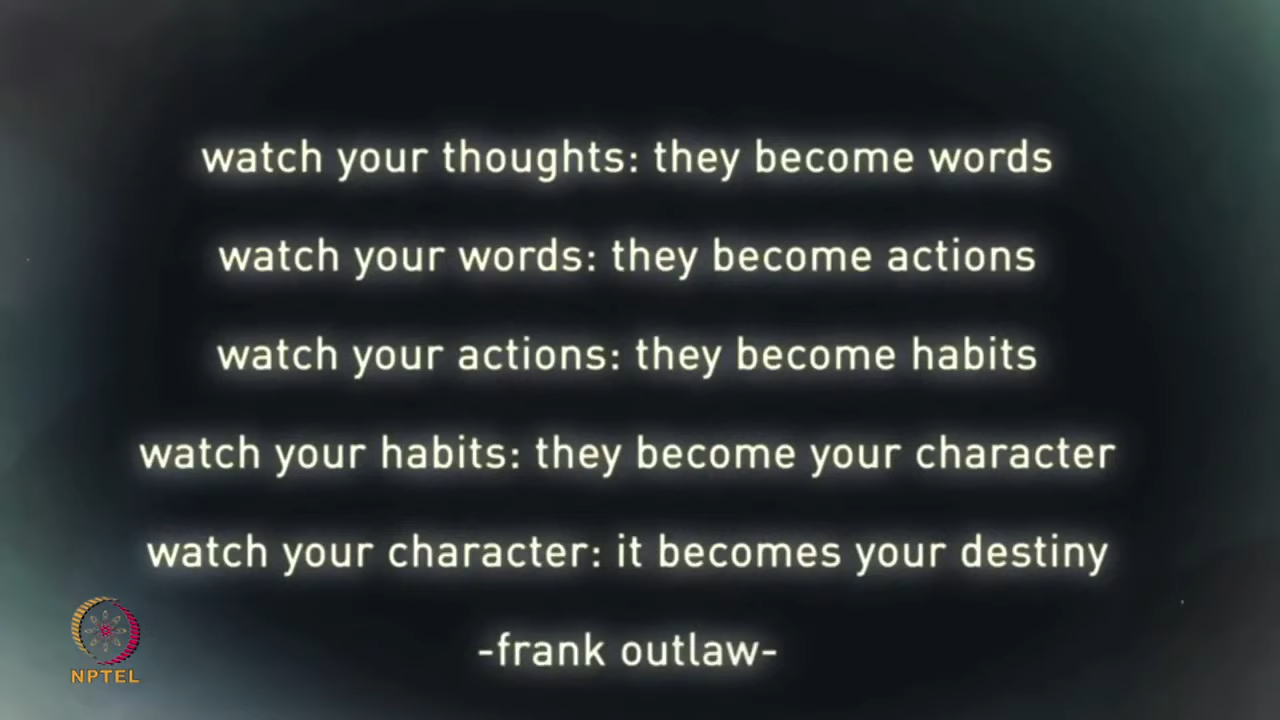 watch your thoughts: they become words
watch your words: they become actions
watch your actions: they become habits
watch your habits: they become your character
watch your character: it becomes your destiny
-frank outlaw-
NPTEL